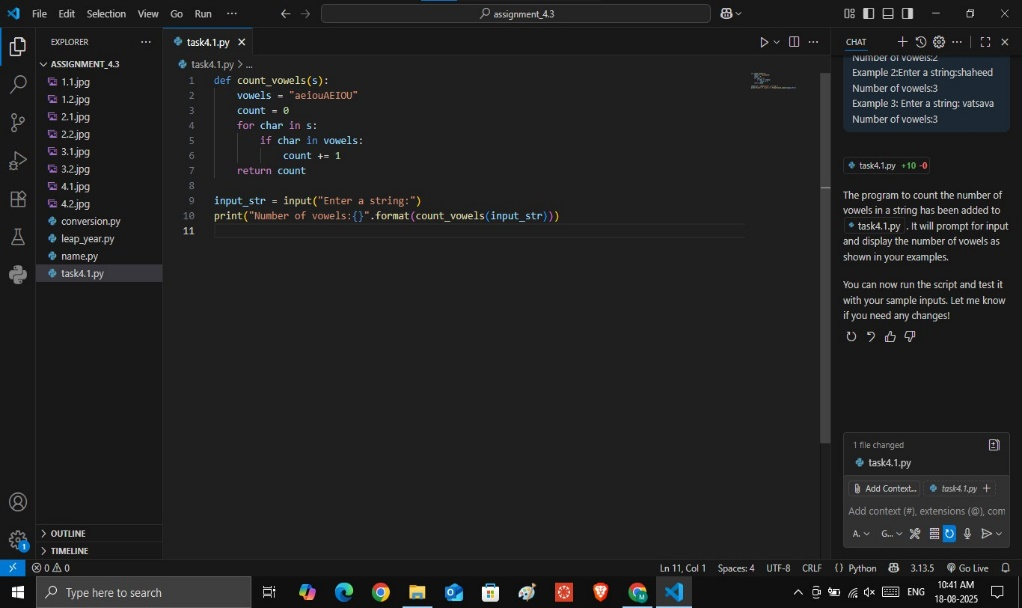 File Edit Selection View Go Run ··· assignment_4.3
EXPLORER ···
ASSIGNMENT_4.3
1.1.jpg
1.2.jpg
2.1.jpg
2.2.jpg
3.1.jpg
3.2.jpg
4.1.jpg
4.2.jpg
conversion.py
leap_year.py
name.py
task4.1.py
OUTLINE
TIMELINE
task4.1.py
task4.1.py > ...
1 def count_vowels(s):
2 vowels = "aeiouAEIOU"
3 count = 0
4 for char in s:
5 if char in vowels:
6 count += 1
7 return count
8
9 input_str = input("Enter a string:")
10 print("Number of vowels:{}".format(count_vowels(input_str)))
11
CHAT
Number of vowels:2
Example 2:Enter a string:shaheed
Number of vowels:3
Example 3: Enter a string: vatsava
Number of vowels:3
task4.1.py +10 -0
The program to count the number of
vowels in a string has been added to
task4.1.py . It will prompt for input
and display the number of vowels as
shown in your examples.
You can now run the script and test it
with your sample inputs. Let me know
if you need any changes!
1 file changed
task4.1.py
Add Context... task4.1.py +
Add context (#), extensions (@), com
A. G...
1
0 0 Ln 11, Col 1 Spaces: 4 UTF-8 CRLF {} Python 3.13.5 Go Live
Type here to search
ENG
10:41 AM
18-08-2025